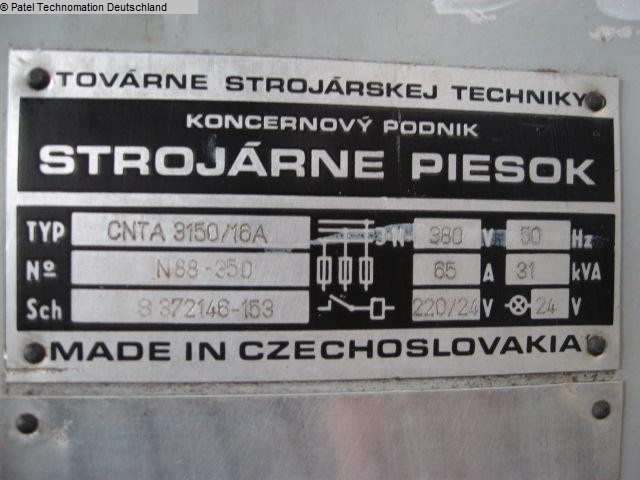 © Patel Technomation Deutschland
TOVÁRNE STROJÁRSKEJ TECHNIKY
KONCERNOVÝ PODNIK
STROJÁRNE PIESOK
TYP CNTA 3150/16A 3 N 380 V 50 Hz
Nº N88-350 65 A 31 kVA
Sch S 372146-153 220/24 V 24 V
MADE IN CZECHOSLOVAKIA